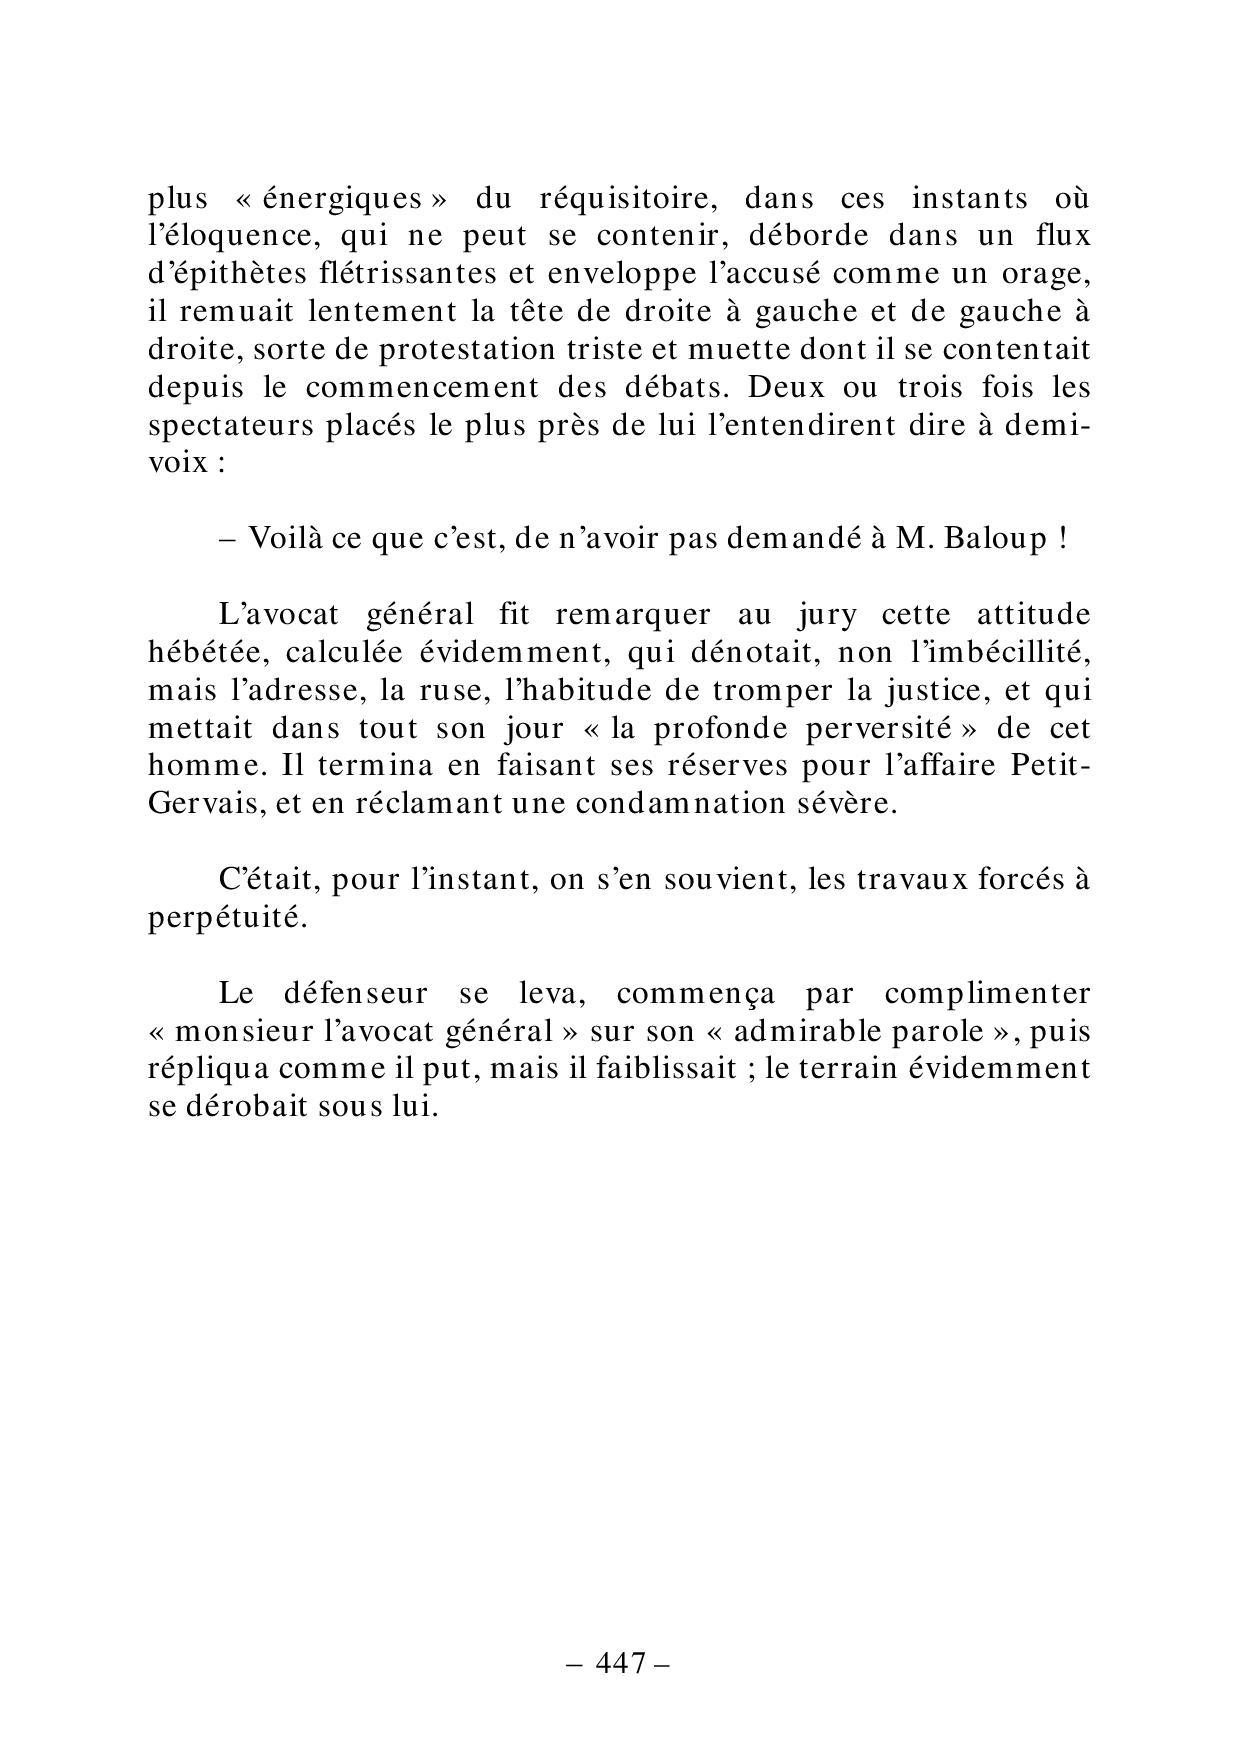 plus « énergiques » du réquisitoire, dans ces instants où
l’éloquence, qui ne peut se contenir, déborde dans un flux
d’épithètes flétrissantes et enveloppe l’accusé comme un orage,
il remuait lentement la tête de droite à gauche et de gauche à
droite, sorte de protestation triste et muette dont il se contentait
depuis le commencement des débats. Deux ou trois fois les
spectateurs placés le plus près de lui l’entendirent dire à demi-
voix :
– Voilà ce que c’est, de n’avoir pas demandé à M. Baloup !
L’avocat général fit remarquer au jury cette attitude
hébétée, calculée évidemment, qui dénotait, non l’imbécillité,
mais l’adresse, la ruse, l’habitude de tromper la justice, et qui
mettait dans tout son jour « la profonde perversité » de cet
homme. Il termina en faisant ses réserves pour l’affaire Petit-
Gervais, et en réclamant une condamnation sévère.
C’était, pour l’instant, on s’en souvient, les travaux forcés à
perpétuité.
Le défenseur se leva, commença par complimenter
« monsieur l’avocat général » sur son « admirable parole », puis
répliqua comme il put, mais il faiblissait ; le terrain évidemment
se dérobait sous lui.
– 447 –